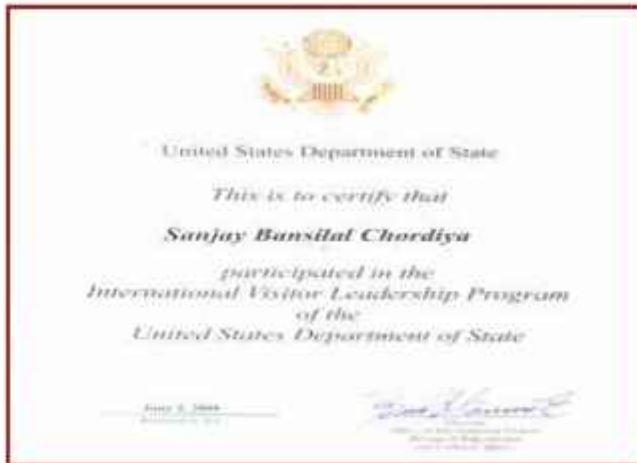 United States Department of State
This is to certify that
Sanjay Bansilal Chordiya
participated in the
International Visitor Leadership Program
of the
United States Department of State